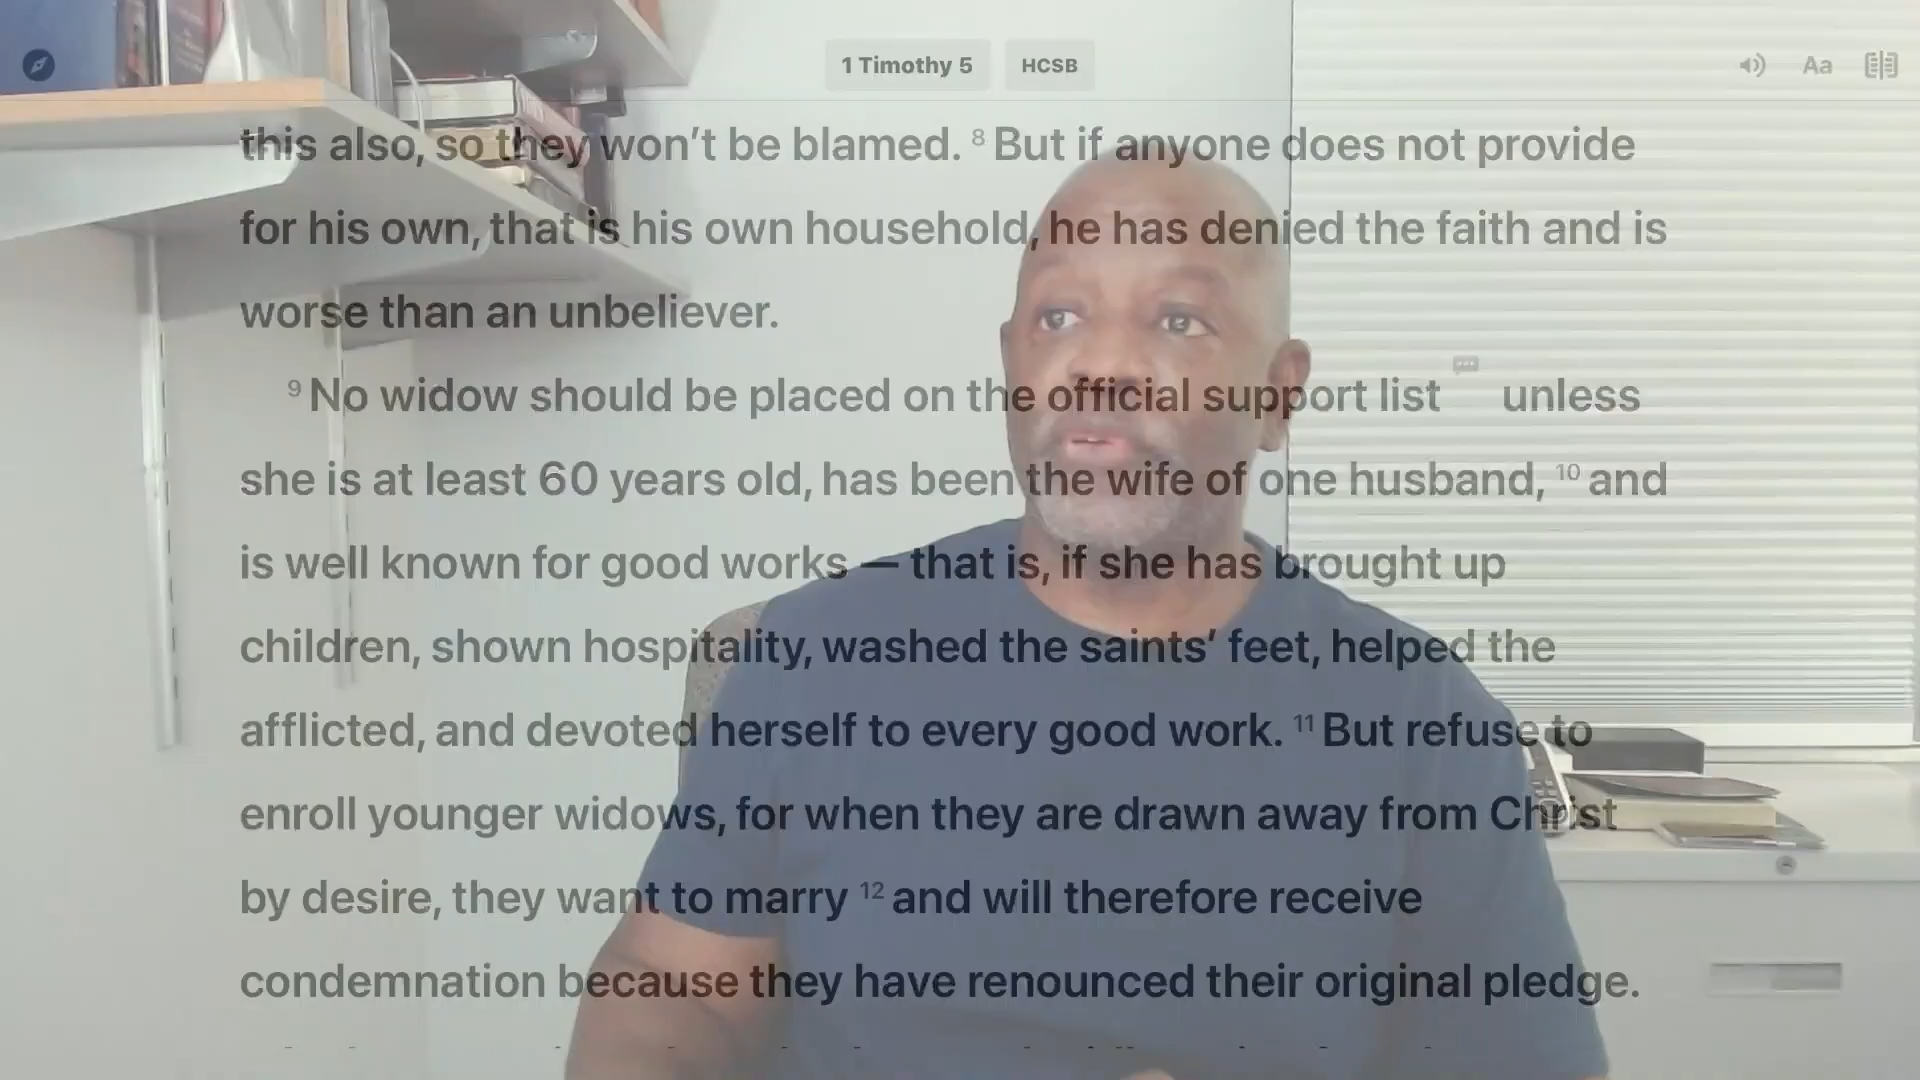 1 Timothy 5 HCSB Aa
this also, so they won’t be blamed. 8 But if anyone does not provide
for his own, that is his own household, he has denied the faith and is
worse than an unbeliever.
9 No widow should be placed on the official support list unless
she is at least 60 years old, has been the wife of one husband, 10 and
is well known for good works — that is, if she has brought up
children, shown hospitality, washed the saints’ feet, helped the
afflicted, and devoted herself to every good work. 11 But refuse to
enroll younger widows, for when they are drawn away from Christ
by desire, they want to marry 12 and will therefore receive
condemnation because they have renounced their original pledge.